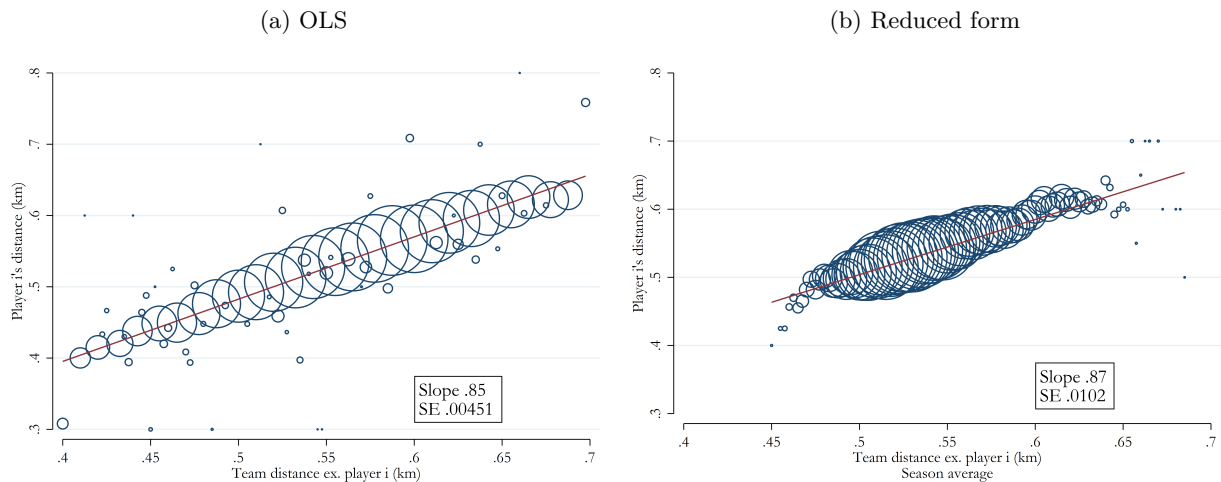 (a) OLS
.8
.7
.6
.5
.4
.3
Player i's distance (km)
Slope .85
SE .00451
.4 .45 .5 .55 .6 .65 .7
Team distance ex. player i (km)
(b) Reduced form
.8
.7
.6
.5
.4
.3
Player i's distance (km)
Slope .87
SE .0102
.4 .45 .5 .55 .6 .65 .7
Team distance ex. player i (km)
Season average